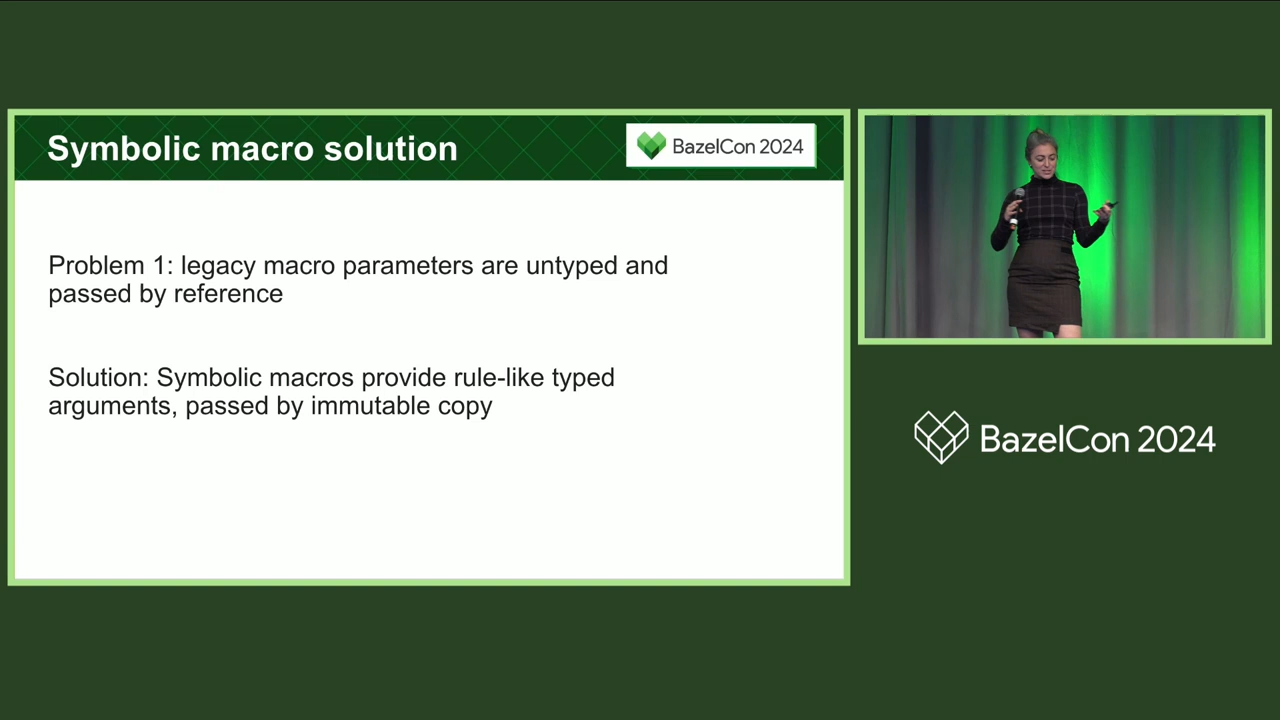 Symbolic macro solution
BazelCon 2024
Problem 1: legacy macro parameters are untyped and
passed by reference
Solution: Symbolic macros provide rule-like typed
arguments, passed by immutable copy
BazelCon 2024